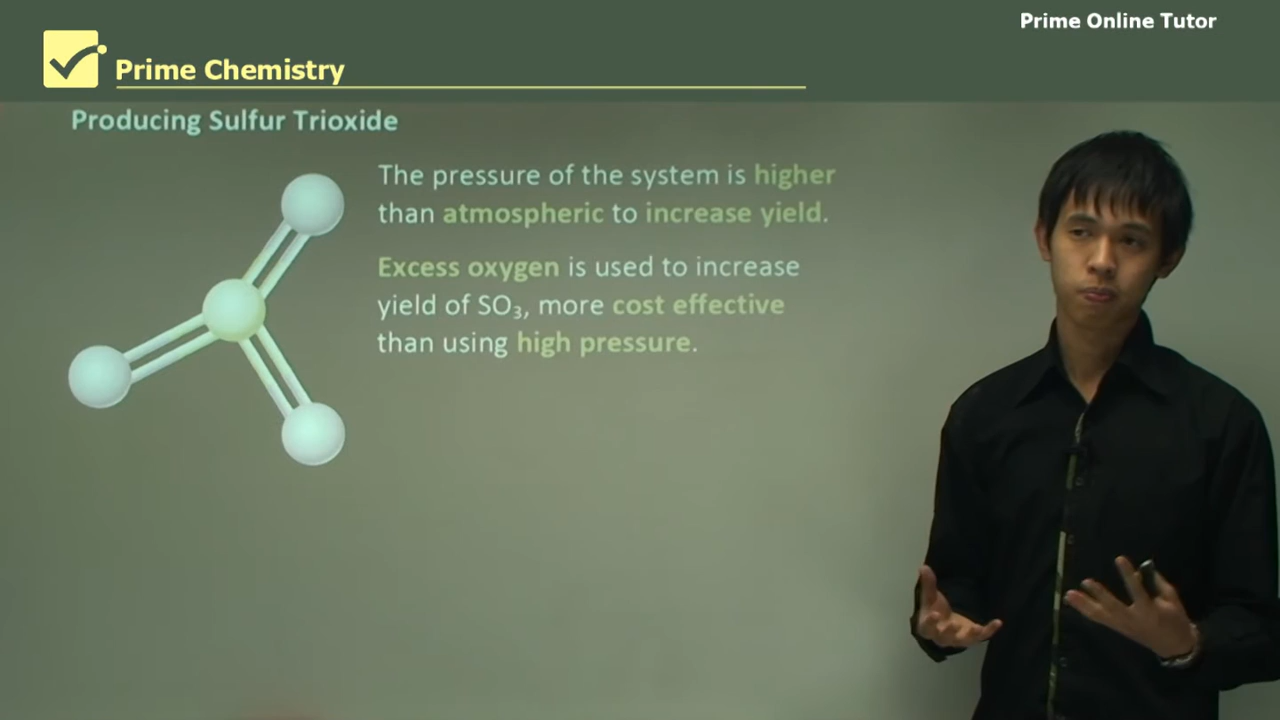 Prime Online Tutor
Prime Chemistry
Producing Sulfur Trioxide
The pressure of the system is higher
than atmospheric to increase yield.
Excess oxygen is used to increase
yield of SO₃, more cost effective
than using high pressure.